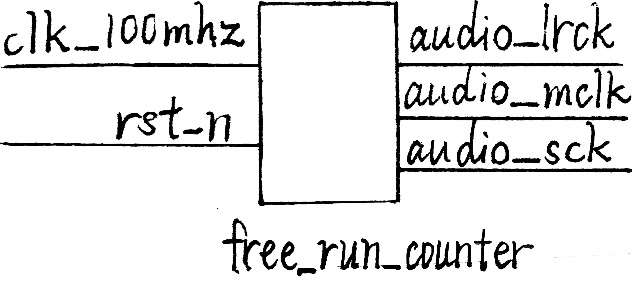 clk_100mhz
audio_lrck
audio_mclk
rst_n
audio_sck
free_run_counter